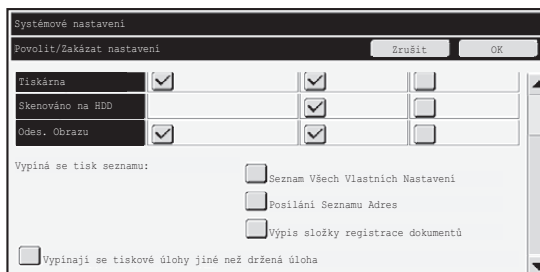 Systémové nastavení
Povolit/Zakázat nastavení
Zrušit
OK
Tiskárna
Skenováno na HDD
Odes. Obrazu
Vypíná se tisk seznamu:
Seznam Všech Vlastních Nastavení
Posílání Seznamu Adres
Výpis složky registrace dokumentů
Vypínají se tiskové úlohy jiné než držená úloha